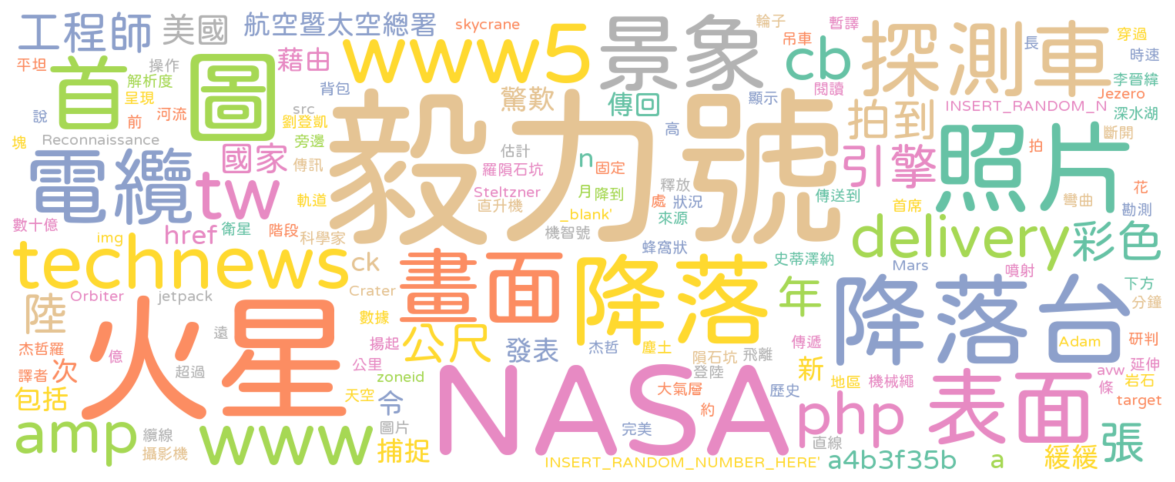 工程師 美國 航空暨太空總署 skycrane 輪子 暫譯 穿過
平坦 操作 藉由 www5 景象 吊車 cb 探測車 長 時速
首圖 解析度 呈現 背包 驚歎 傳回 顯示 閱讀 李晉緯
說 前 河流 src 劉登凱 毅力號 高 拍到 INSERT_RANDOM_N Jezero 深水湖
塊 Reconnaissance 旁邊 估計 n 固定 引擎 照片 拍 斷開
電纜 國家 傳訊 羅隕石坑 釋放 傳送到 花
tw 軌道 Steltzner 月 降到 處 狀況 首席 彎曲 勘測
數十億 href 衛星 階段 直升機 _blank' 來源 delivery 彩色
img 科學家 機智號 蜂窩狀 史蒂澤納
technews ck 畫面 降落 Mars 噴射 下方
陸 Orbiter jetpack Crater 年 降落台 分鐘
火星 遠 數據 公尺 發表 杰哲 塵土 傳遞 Adam 研判
杰哲羅 億 揚起 隕石坑 飛離 新 延伸
譯者 次 超過 公里 登陸 地區 機械繩 avw 岩石
包括 zoneid 天空 令 NASA 大氣層 歷史 表面 條 target
amp 纜線 www 圖片 約 php 張
攝影機 捕捉 完美 直線 緩緩
INSERT_RANDOM_NUMBER_HERE' a4b3f35b a